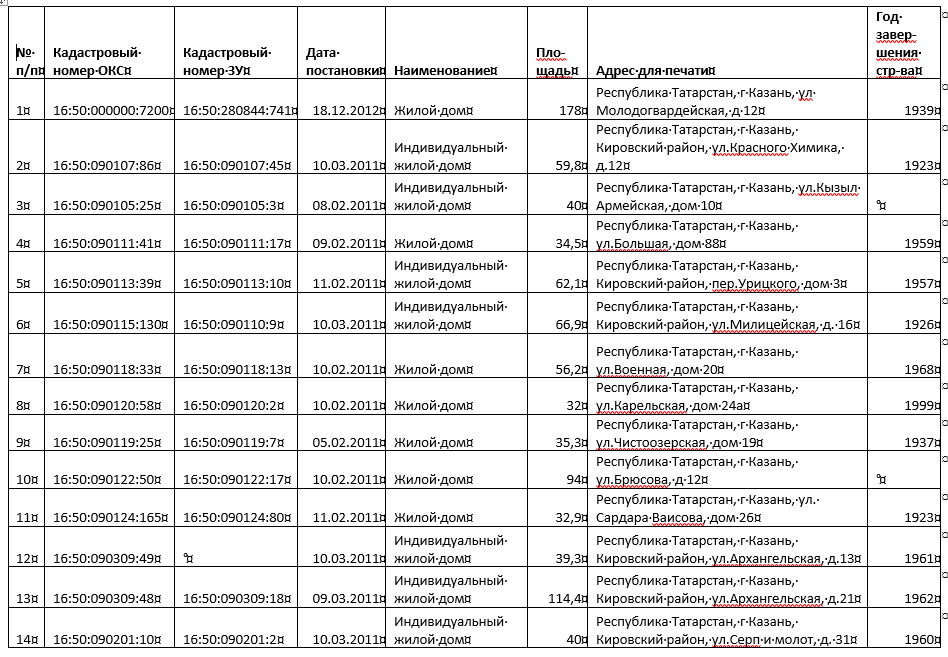 № п/п Кадастровый номер ОКС Кадастровый номер ЗУ Дата постановки Наименование Пло-щадь Адрес для печати Год завер-шения стр-ва
1 16:50:000000:7200 16:50:280844:741 18.12.2012 Жилой дом 178 Республика Татарстан, г Казань, ул Молодогвардейская, д 12 1939
2 16:50:090107:86 16:50:090107:45 10.03.2011 Индивидуальный жилой дом 59,8 Республика Татарстан, г Казань, Кировский район, ул.Красного Химика, д.12 1923
3 16:50:090105:25 16:50:090105:3 08.02.2011 Индивидуальный жилой дом 40 Республика Татарстан, г Казань, ул.Кызыл Армейская, дом 10
4 16:50:090111:41 16:50:090111:17 09.02.2011 Жилой дом 34,5 Республика Татарстан, г Казань, ул.Большая, дом 88 1959
5 16:50:090113:39 16:50:090113:10 11.02.2011 Индивидуальный жилой дом 62,1 Республика Татарстан, г Казань, Кировский район, пер.Урицкого, дом 3 1957
6 16:50:090115:130 16:50:090110:9 10.03.2011 Индивидуальный жилой дом 66,9 Республика Татарстан, г Казань, Кировский район, ул.Милицейская, д. 16 1926
7 16:50:090118:33 16:50:090118:13 10.02.2011 Жилой дом 56,2 Республика Татарстан, г Казань, ул.Военная, дом 20 1968
8 16:50:090120:58 16:50:090120:2 10.02.2011 Жилой дом 32 Республика Татарстан, г Казань, ул.Карельская, дом 24а 1999
9 16:50:090119:25 16:50:090119:7 05.02.2011 Жилой дом 35,3 Республика Татарстан, г Казань, ул.Чистоозерская, дом 19 1937
10 16:50:090122:50 16:50:090122:17 10.02.2011 Жилой дом 94 Республика Татарстан, г Казань, ул.Брюсова, д 12
11 16:50:090124:165 16:50:090124:80 11.02.2011 Жилой дом 32,9 Республика Татарстан, г Казань, ул. Сардара Ваисова, дом 26 1923
12 16:50:090309:49 10.03.2011 Индивидуальный жилой дом 39,3 Республика Татарстан, г Казань, Кировский район, ул.Архангельская, д.13 1961
13 16:50:090309:48 16:50:090309:18 09.03.2011 Индивидуальный жилой дом 114,4 Республика Татарстан, г Казань, Кировский район, ул.Архангельская, д.21 1962
14 16:50:090201:10 16:50:090201:2 10.03.2011 Индивидуальный жилой дом 40 Республика Татарстан, г Казань, Кировский район, ул.Серп и молот, д. 31 1960